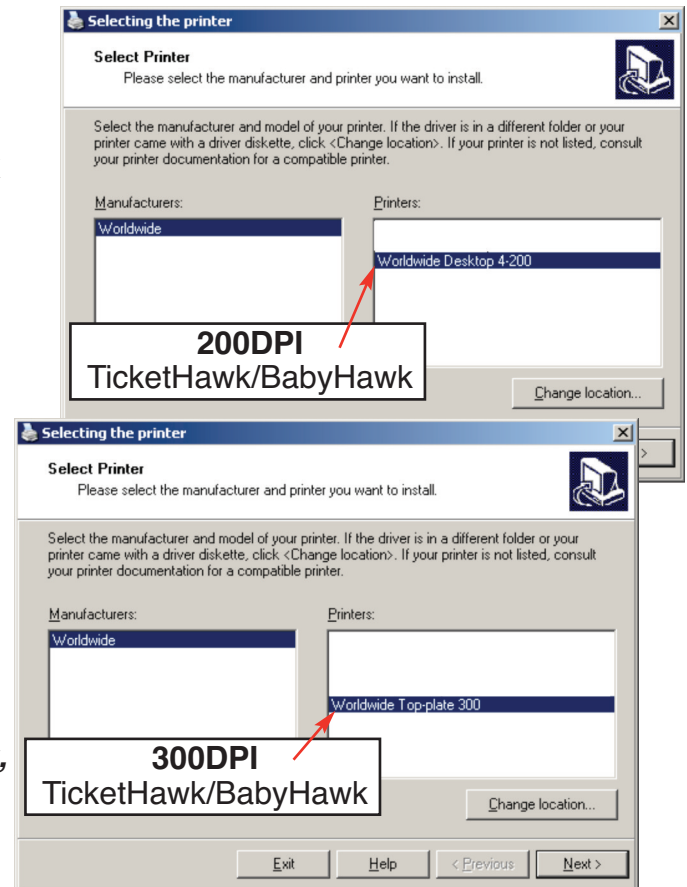 Selecting the printer
Select Printer
Please select the manufacturer and printer you want to install.
Select the manufacturer and model of your printer. If the driver is in a different folder or your
printer came with a driver diskette, click <Change location>. If your printer is not listed, consult
your printer documentation for a compatible printer.
Manufacturers:
Printers:
Worldwide
Worldwide Desktop 4-200
200DPI
TicketHawk/BabyHawk
Change location...
>
Selecting the printer
Select Printer
Please select the manufacturer and printer you want to install.
Select the manufacturer and model of your printer. If the driver is in a different folder or your
printer came with a driver diskette, click <Change location>. If your printer is not listed, consult
your printer documentation for a compatible printer.
Manufacturers:
Printers:
Worldwide
Worldwide Top-plate 300
,
300DPI
TicketHawk/BabyHawk
Change location...
Exit Help < Previous Next >